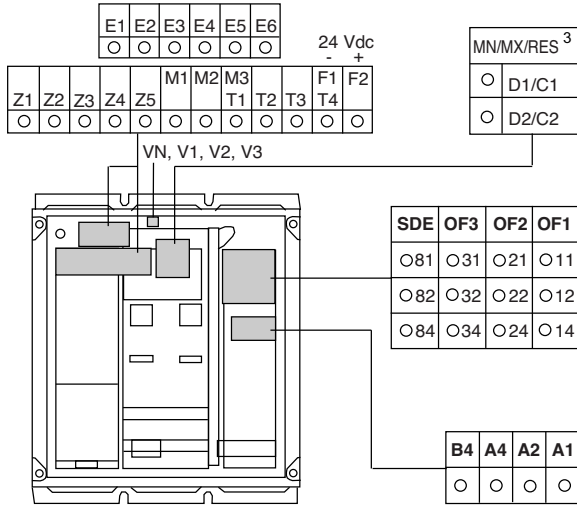 E1 E2 E3 E4 E5 E6
24 Vdc
- +
M1 M2 M3 F1 F2
Z1 Z2 Z3 Z4 Z5 T1 T2 T3 T4
VN, V1, V2, V3
MN/MX/RES 3
D1/C1
D2/C2
SDE OF3 OF2 OF1
81 31 21 11
82 32 22 12
84 34 24 14
B4 A4 A2 A1